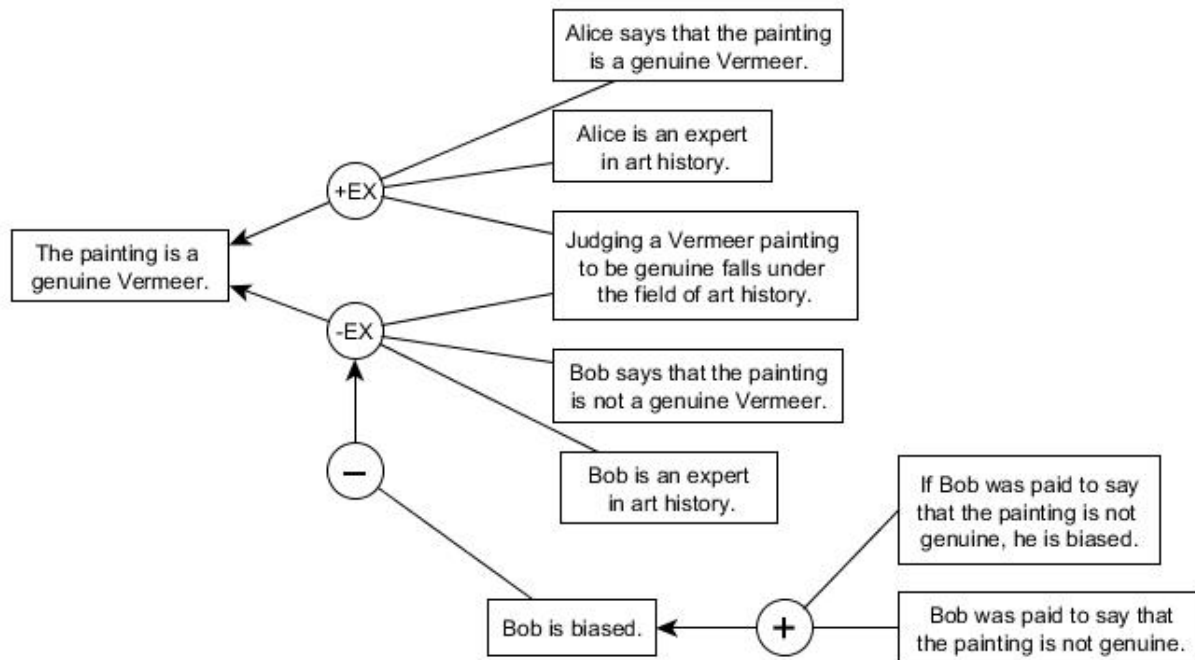 Alice says that the painting
is a genuine Vermeer.
Alice is an expert
in art history.
+EX
The painting is a
genuine Vermeer.
Judging a Vermeer painting
to be genuine falls under
the field of art history.
-EX
Bob says that the painting
is not a genuine Vermeer.
Bob is an expert
in art history.
−
If Bob was paid to say
that the painting is not
genuine, he is biased.
Bob is biased.
+
Bob was paid to say that
the painting is not genuine.